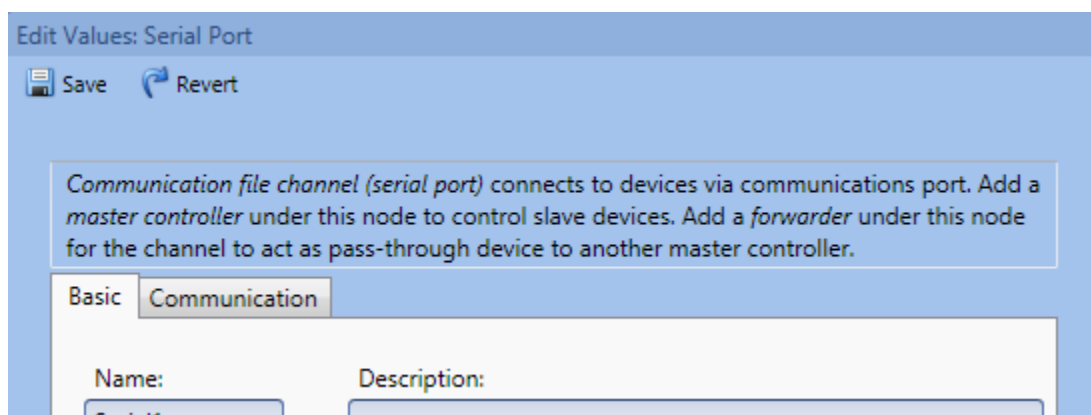 Edit Values: Serial Port
Save Revert
Communication file channel (serial port) connects to devices via communications port. Add a
master controller under this node to control slave devices. Add a forwarder under this node
for the channel to act as pass-through device to another master controller.
Basic Communication
Name: Description: